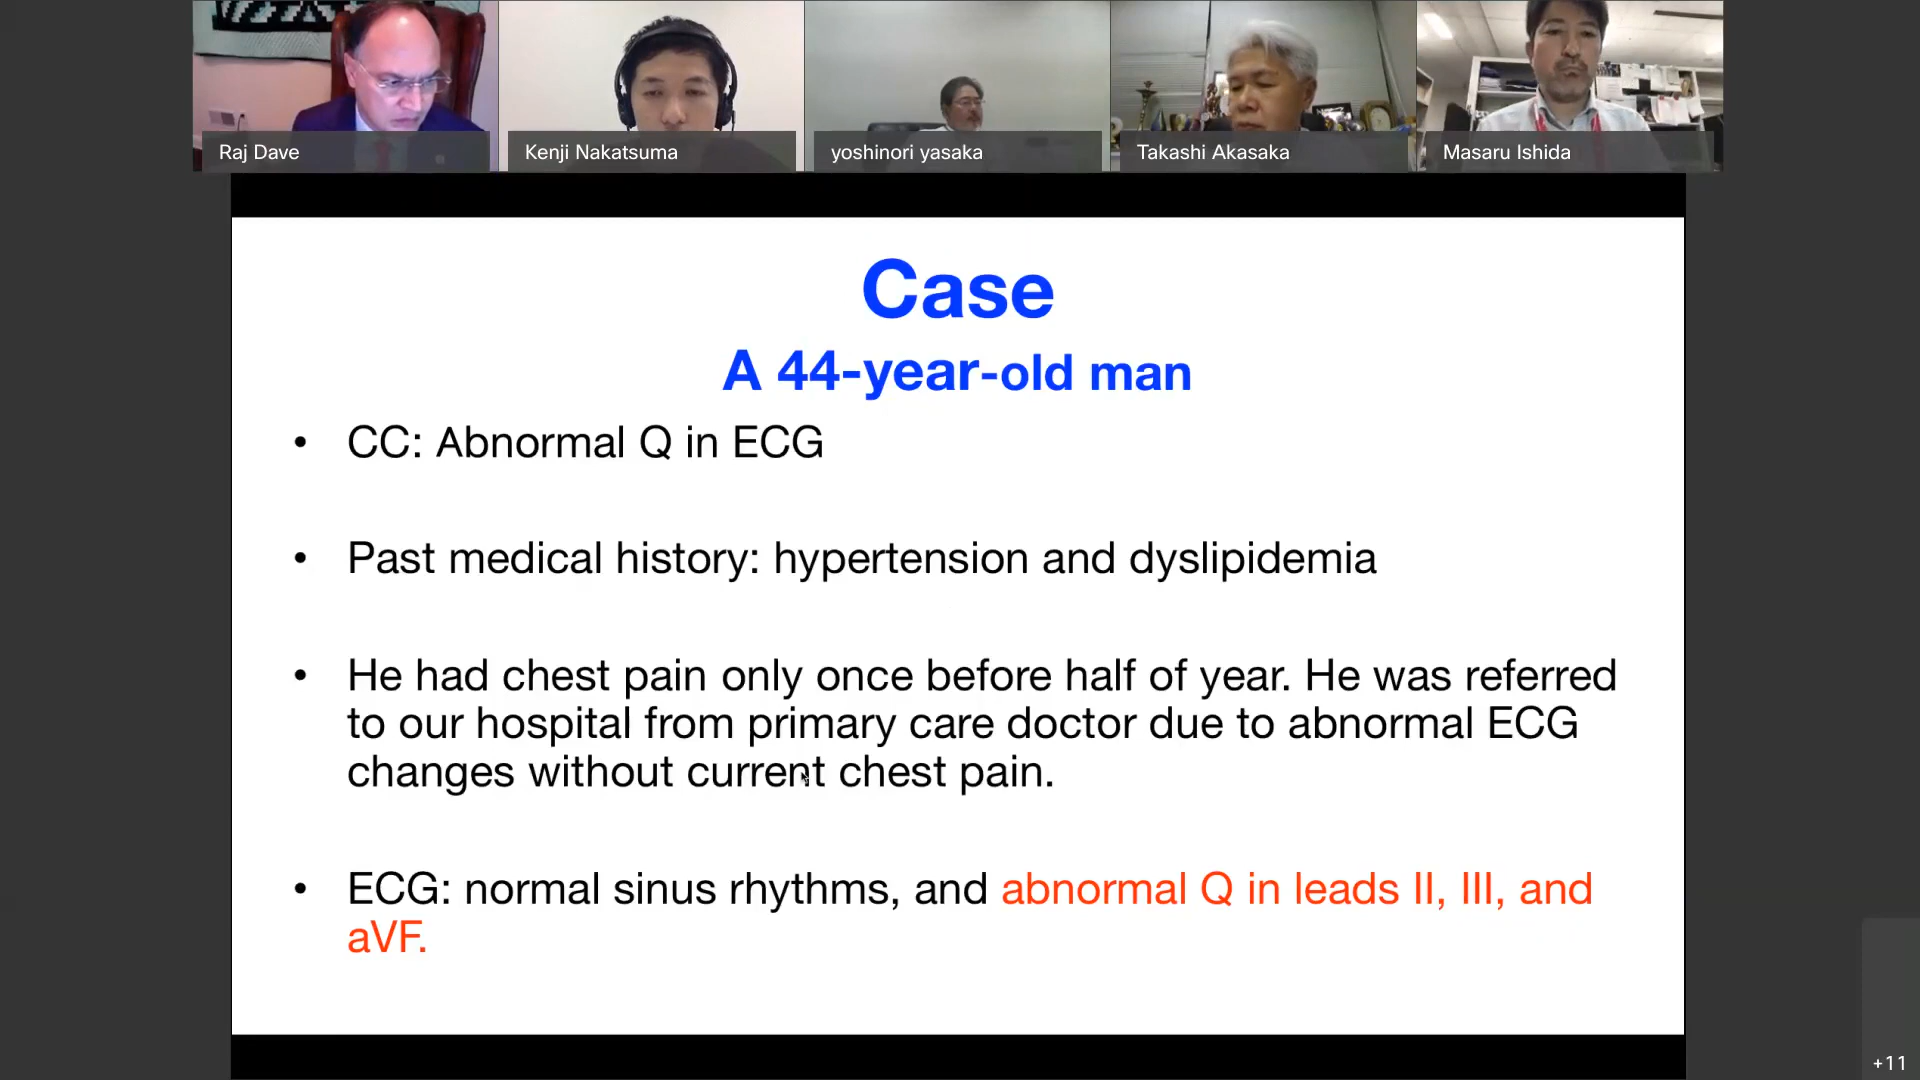 Raj Dave
Kenji Nakatsuma
yoshinori yasaka
Takashi Akasaka
Masaru Ishida
Case
A 44-year-old man
• CC: Abnormal Q in ECG
• Past medical history: hypertension and dyslipidemia
• He had chest pain only once before half of year. He was referred
to our hospital from primary care doctor due to abnormal ECG
changes without current chest pain.
• ECG: normal sinus rhythms, and abnormal Q in leads II, III, and
aVF.
+11